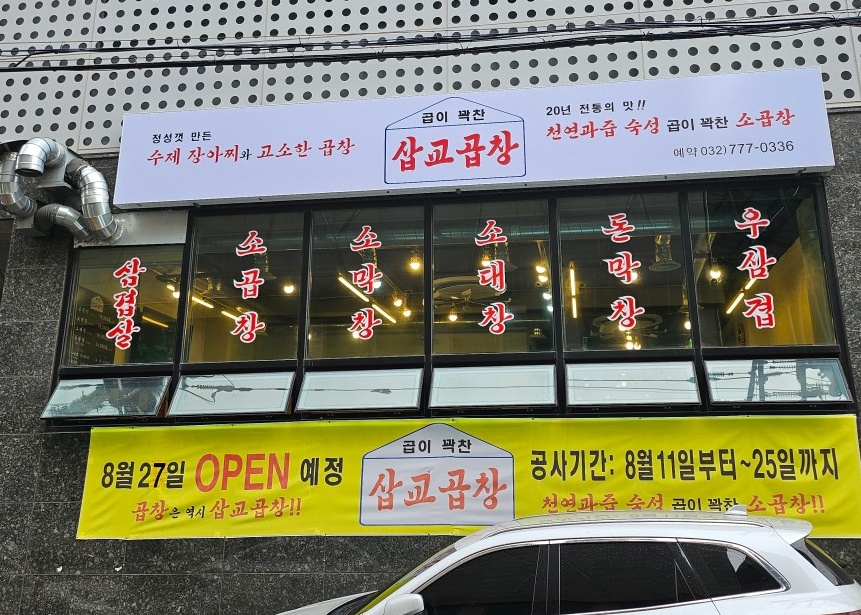 정성껏 만든
수제 장아찌와 고소한 곱창
곱이 꽉찬
삽교곱창
20년 전통의 맛!!
천연과즙 숙성 곱이 꽉찬 소곱창
예약 032)777-0336
삼겹살
소곱창
소막창
소대창
돈막창
우삼겹
8월27일 OPEN 예정
곱창은 역시 삽교곱창!!
곱이 꽉찬
삽교곱창
공사기간: 8월11일부터~25일까지
천연과즙 숙성 곱이 꽉찬 소곱창!!